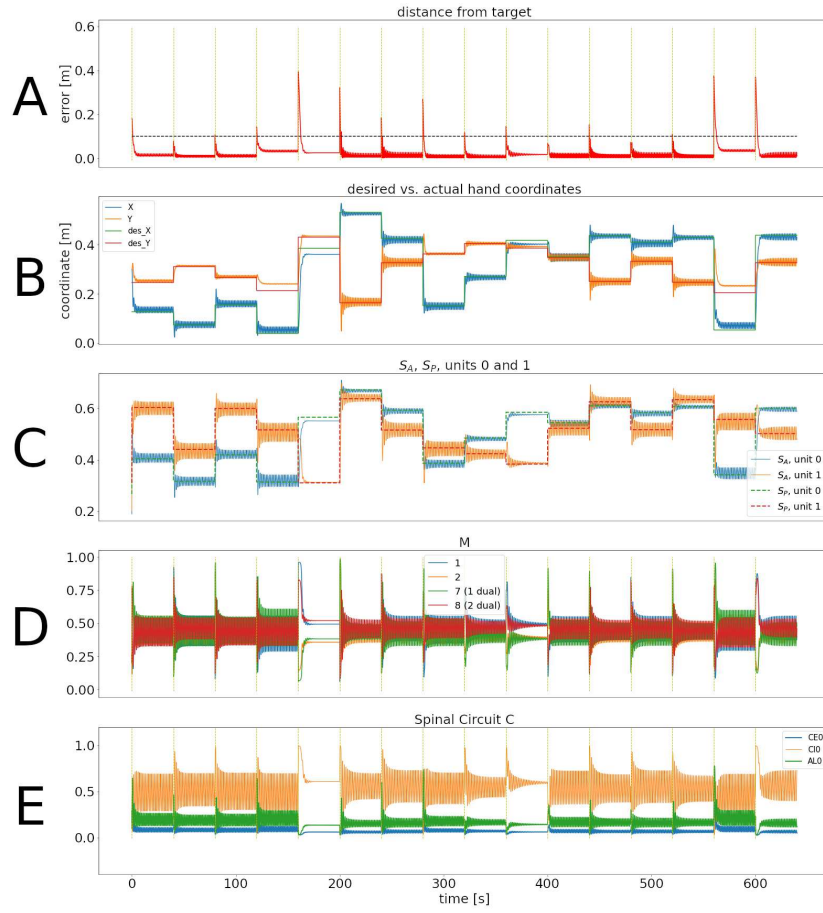 distance from target
A
error [m]
0.6
0.4
0.2
0.0
desired vs. actual hand coordinates
B
coordinate [m]
0.4
0.2
0.0
X
Y
des_X
des_Y
S_A, S_P, units 0 and 1
C
0.6
0.4
0.2
S_A, unit 0
S_A, unit 1
S_P, unit 0
S_P, unit 1
M
D
1.00
0.75
0.50
0.25
0.00
1
2
7 (1 dual)
8 (2 dual)
Spinal Circuit C
E
1.0
0.5
0.0
CE0
CI0
AL0
0 100 200 300 400 500 600
time [s]